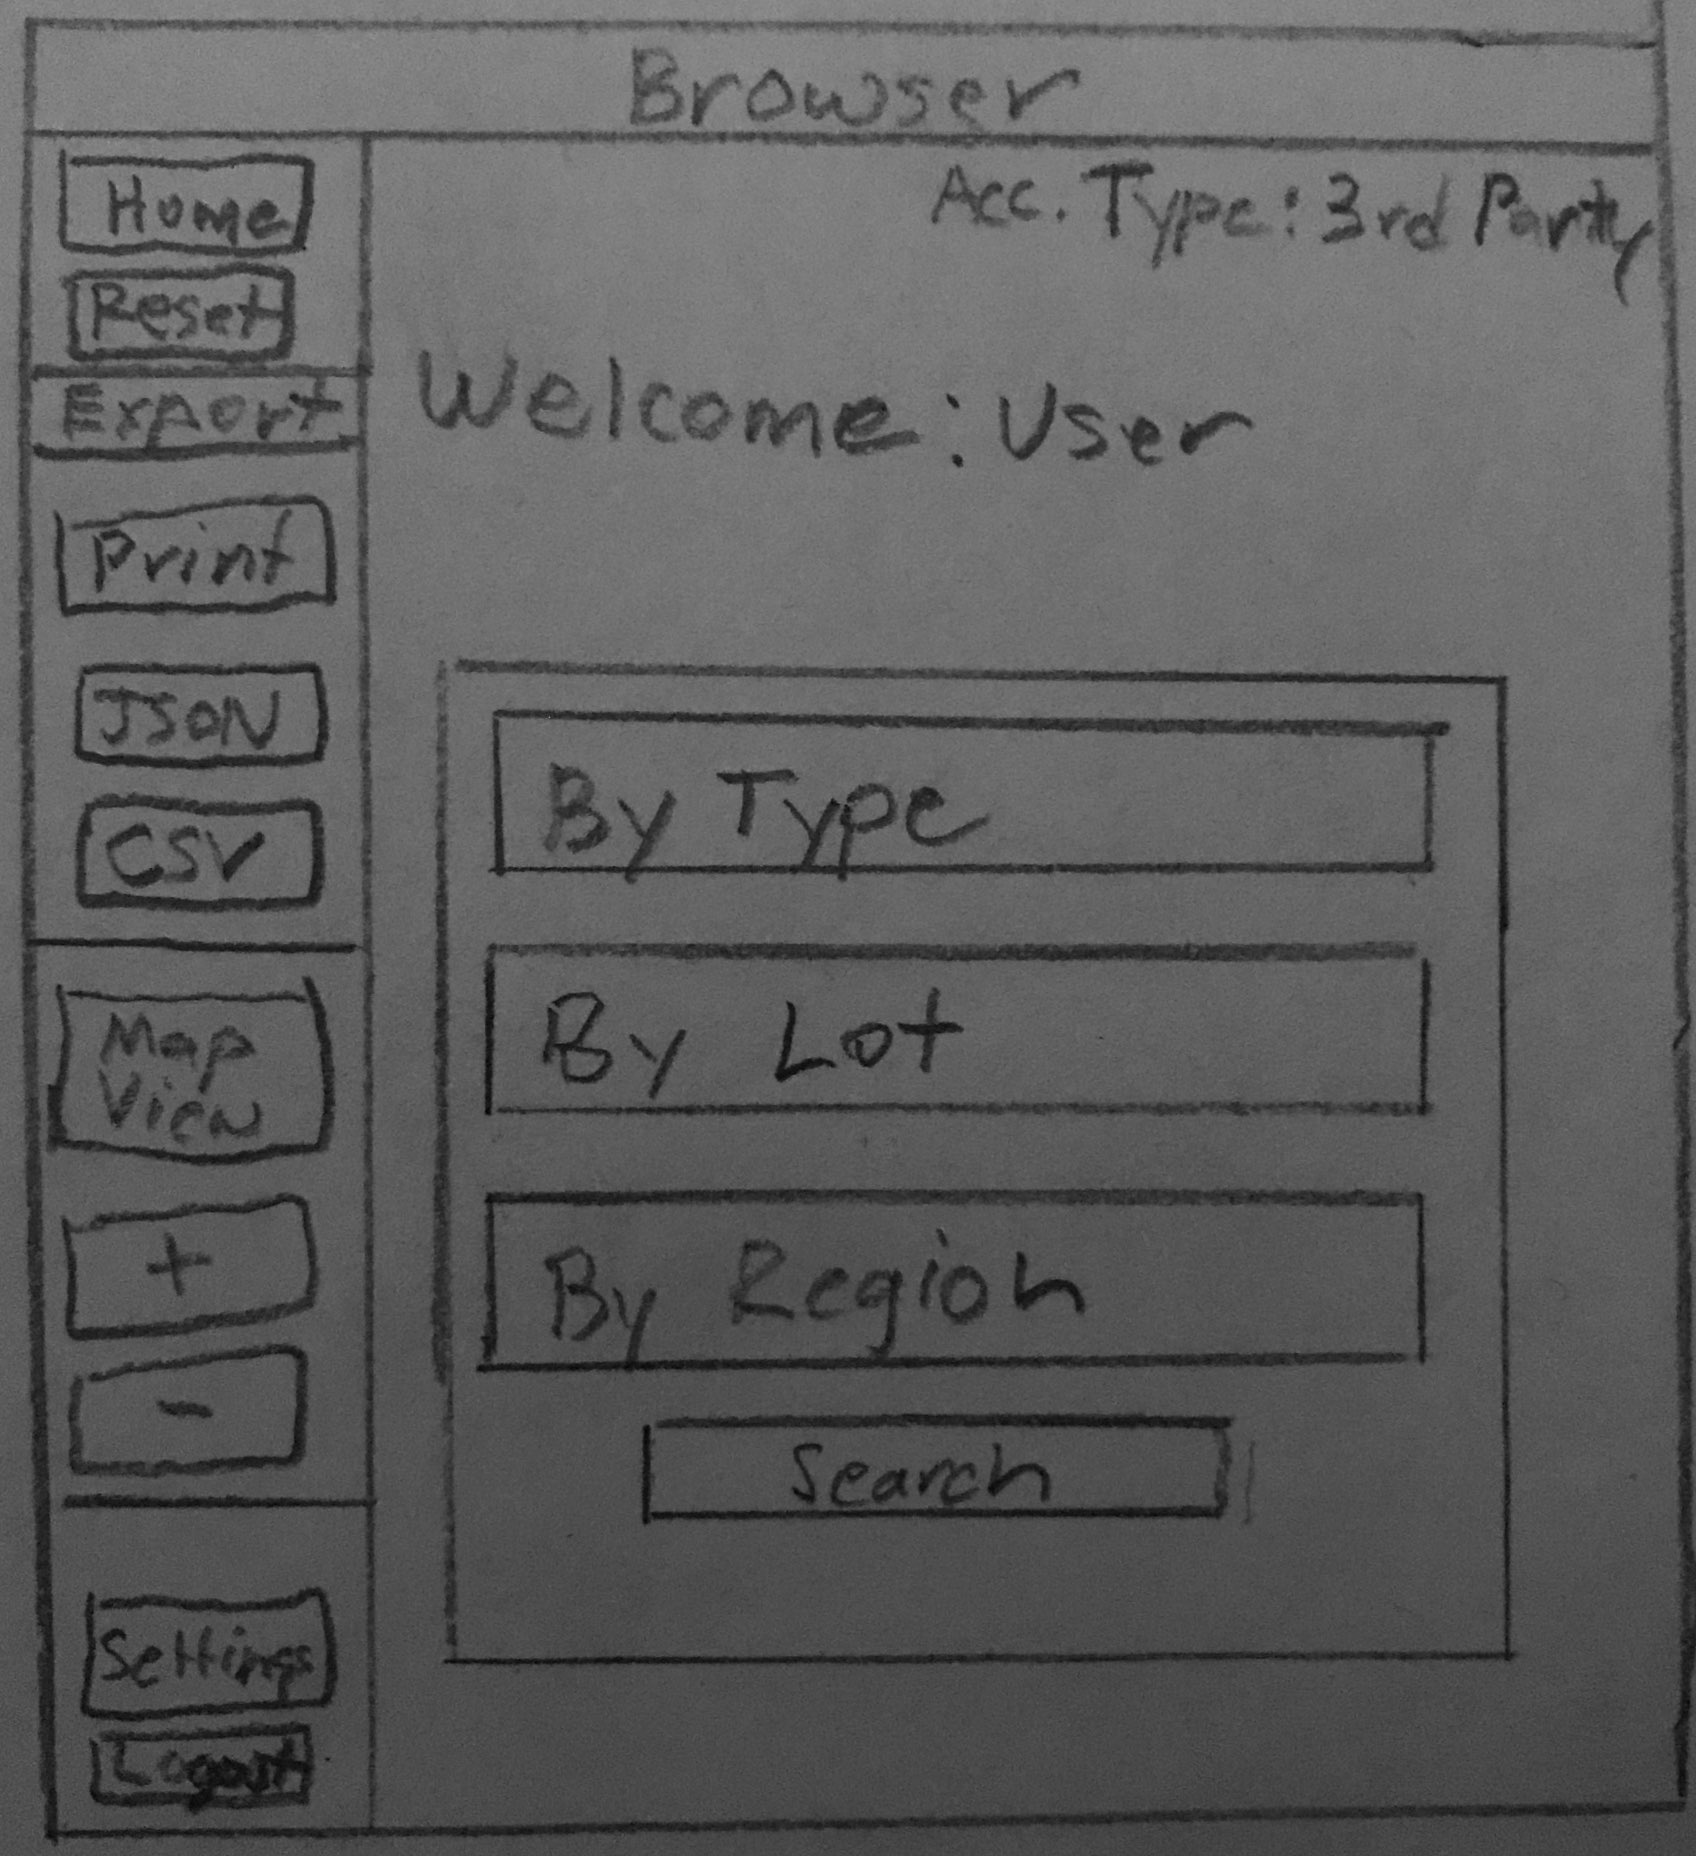 Browser
Home
Reset
Export
Print
JSON
CSV
Map
View
+
-
Settings
Logout
Acc. Type: 3rd Party
Welcome: User
By Type
By Lot
By Region
Search